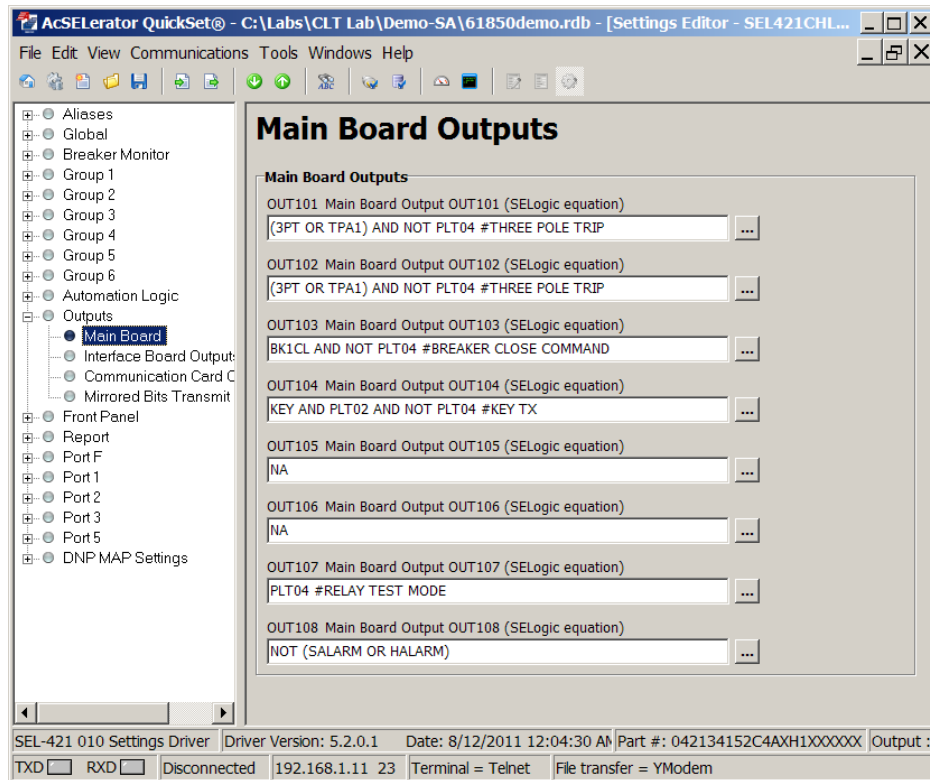 AcSELerator QuickSet® - C:\Labs\CLT Lab\Demo-SA\61850demo.rdb - [Settings Editor - SEL421CHL...
File Edit View Communications Tools Windows Help
Aliases
Global
Breaker Monitor
Group 1
Group 2
Group 3
Group 4
Group 5
Group 6
Automation Logic
Outputs
Main Board
Interface Board Output
Communication Card C
Mirrored Bits Transmit
Front Panel
Report
Port F
Port 1
Port 2
Port 3
Port 5
DNP MAP Settings
Main Board Outputs
Main Board Outputs
OUT101 Main Board Output OUT101 (SELogic equation)
(3PT OR TPA1) AND NOT PLT04 #THREE POLE TRIP
...
OUT102 Main Board Output OUT102 (SELogic equation)
(3PT OR TPA1) AND NOT PLT04 #THREE POLE TRIP
...
OUT103 Main Board Output OUT103 (SELogic equation)
BK1CL AND NOT PLT04 #BREAKER CLOSE COMMAND
...
OUT104 Main Board Output OUT104 (SELogic equation)
KEY AND PLT02 AND NOT PLT04 #KEY TX
...
OUT105 Main Board Output OUT105 (SELogic equation)
NA
...
OUT106 Main Board Output OUT106 (SELogic equation)
NA
...
OUT107 Main Board Output OUT107 (SELogic equation)
PLT04 #RELAY TEST MODE
...
OUT108 Main Board Output OUT108 (SELogic equation)
NOT (SALARM OR HALARM)
...
SEL-421 010 Settings Driver Driver Version: 5.2.0.1 Date: 8/12/2011 12:04:30 AM Part #: 042134152C4AXH1XXXXXX Output :
TXD RXD Disconnected 192.168.1.11 23 Terminal = Telnet File transfer = YModem